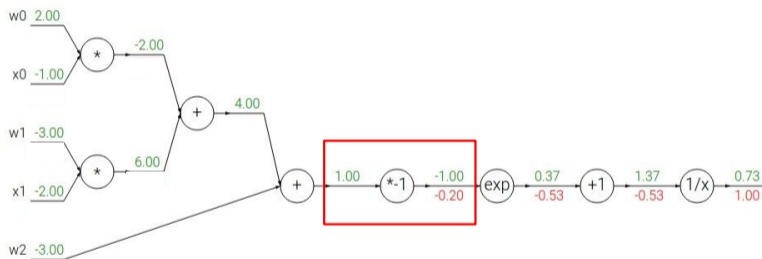 w0 2.00
* -2.00
x0 -1.00
+ 4.00
w1 -3.00
* 6.00
x1 -2.00
+ 1.00 *-1 -1.00 exp 0.37 +1 1.37 1/x 0.73
-0.20 -0.53 -0.53 1.00
w2 -3.00